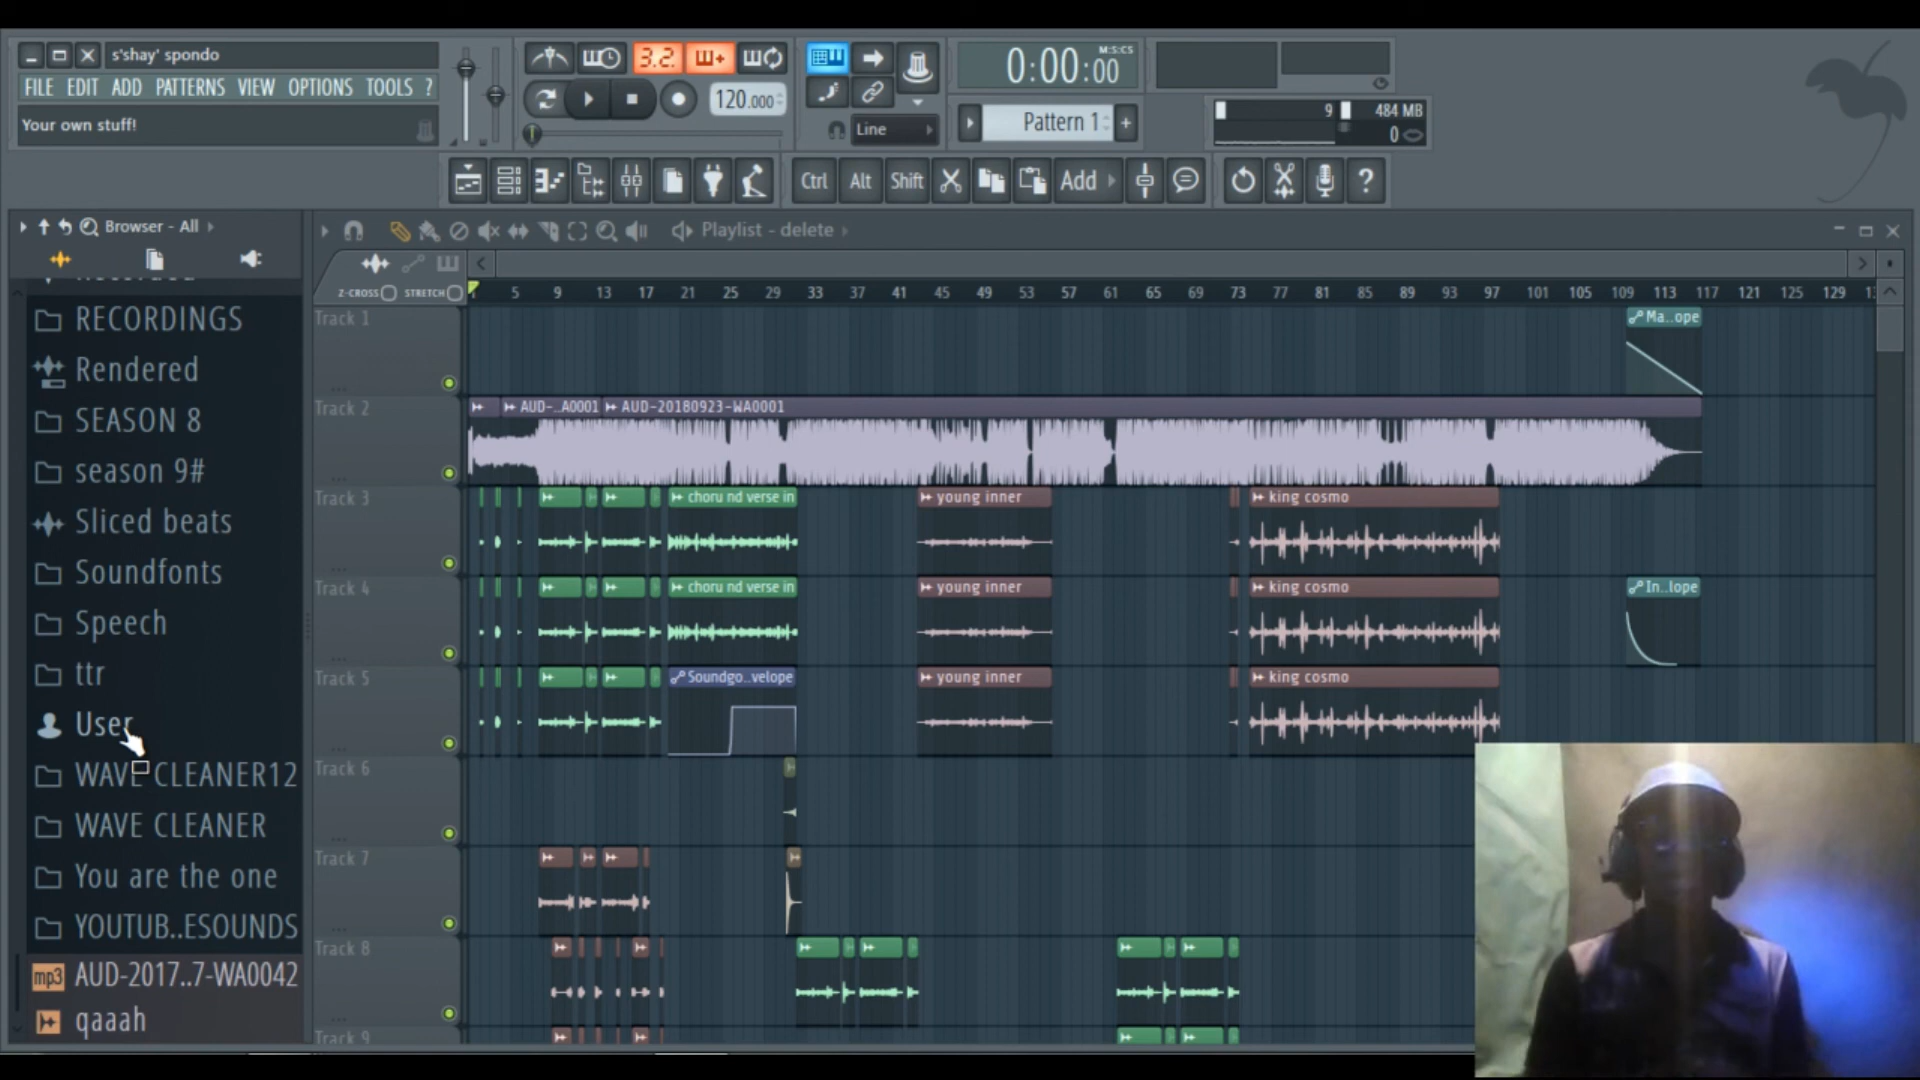 s'shay' spondo
FILE EDIT ADD PATTERNS VIEW OPTIONS TOOLS ?
Your own stuff!
3.2.
120.000
Line
0:00:00
M:S:CS
Pattern 1
+
9
484 MB
0
Ctrl Alt Shift
Add
?
Browser - All
Playlist - delete
Z-CROSS STRETCH
5 9 13 17 21 25 29 33 37 41 45 49 53 57 61 65 69 73 77 81 85 89 93 97 101 105 109 113 117 121 125 129
RECORDINGS
Rendered
SEASON 8
season 9#
Sliced beats
Soundfonts
Speech
ttr
User
WAVE CLEANER12
WAVE CLEANER
You are the one
YOUTUB..ESOUNDS
mp3 AUD-2017..7-WA0042
qaaah
Track 1
Ma..ope
Track 2
AUD-..A0001
AUD-20180923-WA0001
Track 3
choru nd verse in
young inner
king cosmo
Track 4
choru nd verse in
young inner
king cosmo
In..lope
Track 5
Soundgo..velope
young inner
king cosmo
Track 6
Track 7
Track 8
Track 9